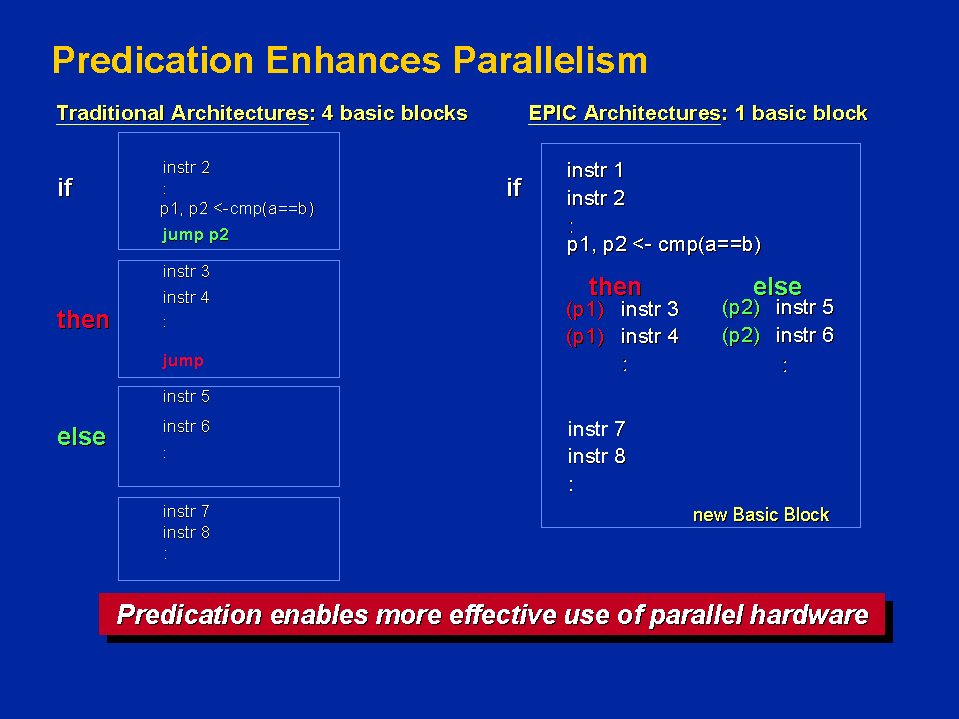 Predication Enhances Parallelism
Traditional Architectures: 4 basic blocks
if
instr 2
:
p1, p2 <-cmp(a==b)
jump p2
then
instr 3
instr 4
:
jump
else
instr 5
instr 6
:
instr 7
instr 8
:
EPIC Architectures: 1 basic block
if
instr 1
instr 2
:
p1, p2 <- cmp(a==b)
then else
(p1) instr 3 (p2) instr 5
(p1) instr 4 (p2) instr 6
: :
instr 7
instr 8
:
new Basic Block
Predication enables more effective use of parallel hardware